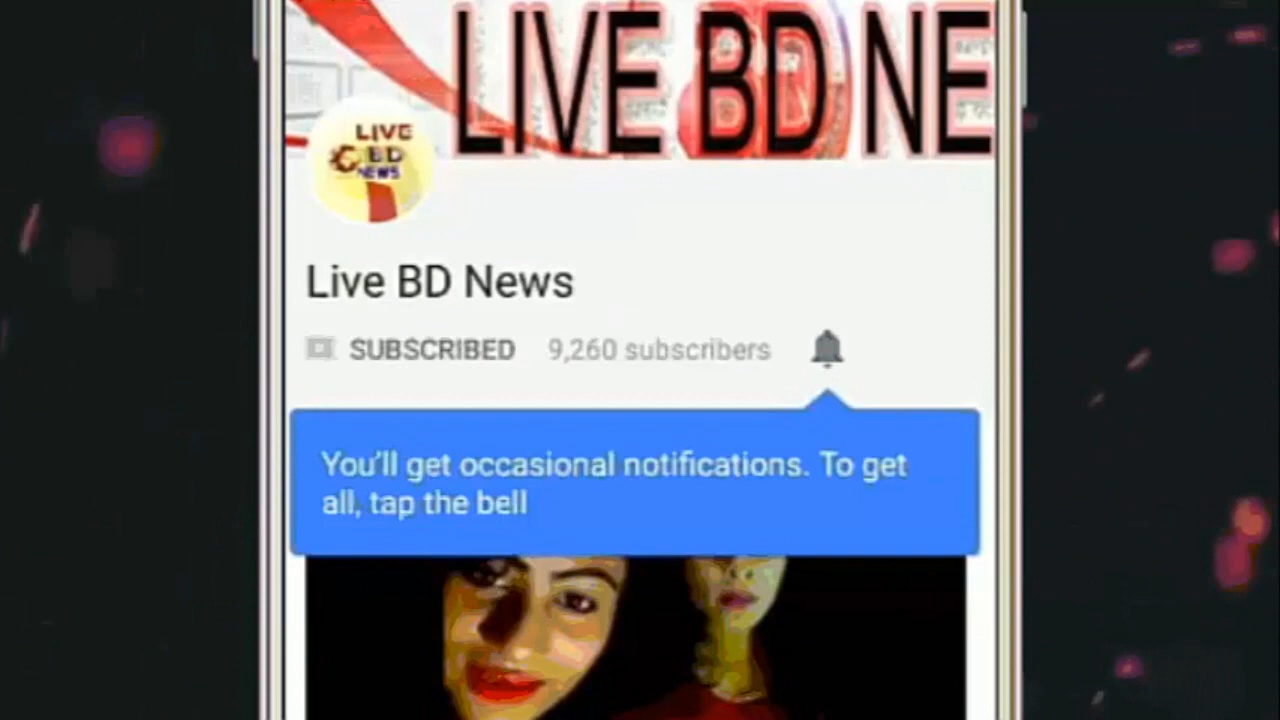 LIVE BD NE
LIVE
BD
NEWS
Live BD News
SUBSCRIBED 9,260 subscribers
You'll get occasional notifications. To get
all, tap the bell